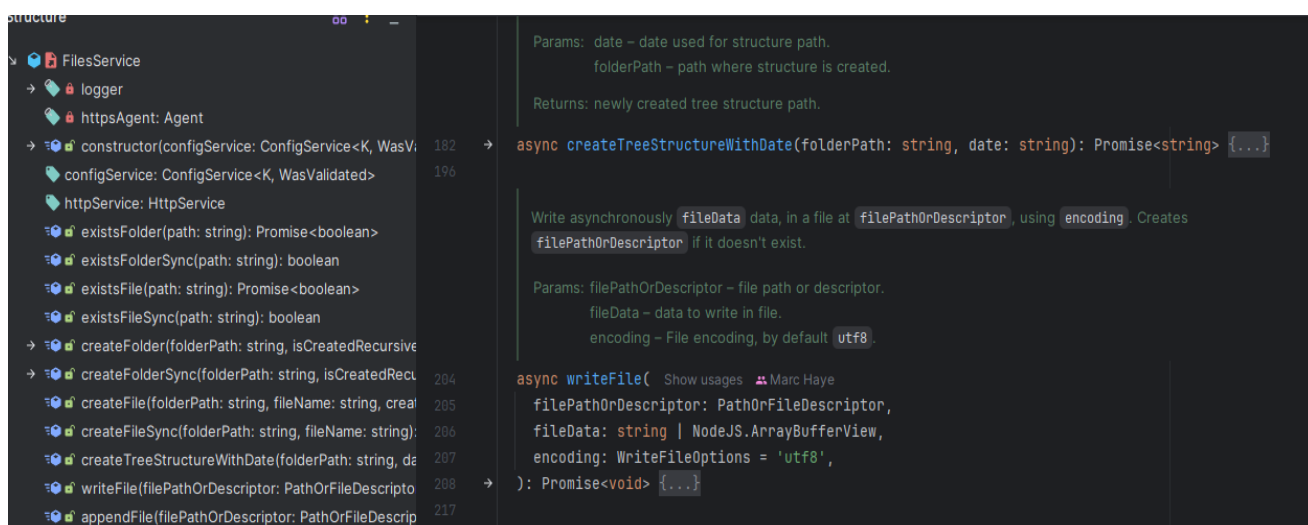 Structure
FilesService
logger
httpsAgent: Agent
constructor(configService: ConfigService<K, WasVa
configService: ConfigService<K, WasValidated>
httpService: HttpService
existsFolder(path: string): Promise<boolean>
existsFolderSync(path: string): boolean
existsFile(path: string): Promise<boolean>
existsFileSync(path: string): boolean
createFolder(folderPath: string, isCreatedRecursive
createFolderSync(folderPath: string, isCreatedRecu
createFile(folderPath: string, fileName: string, creat
createFileSync(folderPath: string, fileName: string):
createTreeStructureWithDate(folderPath: string, da
writeFile(filePathOrDescriptor: PathOrFileDescripto
appendFile(filePathOrDescriptor: PathOrFileDescrip
Params: date – date used for structure path.
folderPath – path where structure is created.
Returns: newly created tree structure path.
182 async createTreeStructureWithDate(folderPath: string, date: string): Promise<string> {...}
196
Write asynchronously fileData data, in a file at filePathOrDescriptor, using encoding. Creates
filePathOrDescriptor if it doesn't exist.
Params: filePathOrDescriptor – file path or descriptor.
fileData – data to write in file.
encoding – File encoding, by default utf8.
204 async writeFile( Show usages Marc Haye
205 filePathOrDescriptor: PathOrFileDescriptor,
206 fileData: string | NodeJS.ArrayBufferView,
207 encoding: WriteFileOptions = 'utf8',
208 ): Promise<void> {...}
217